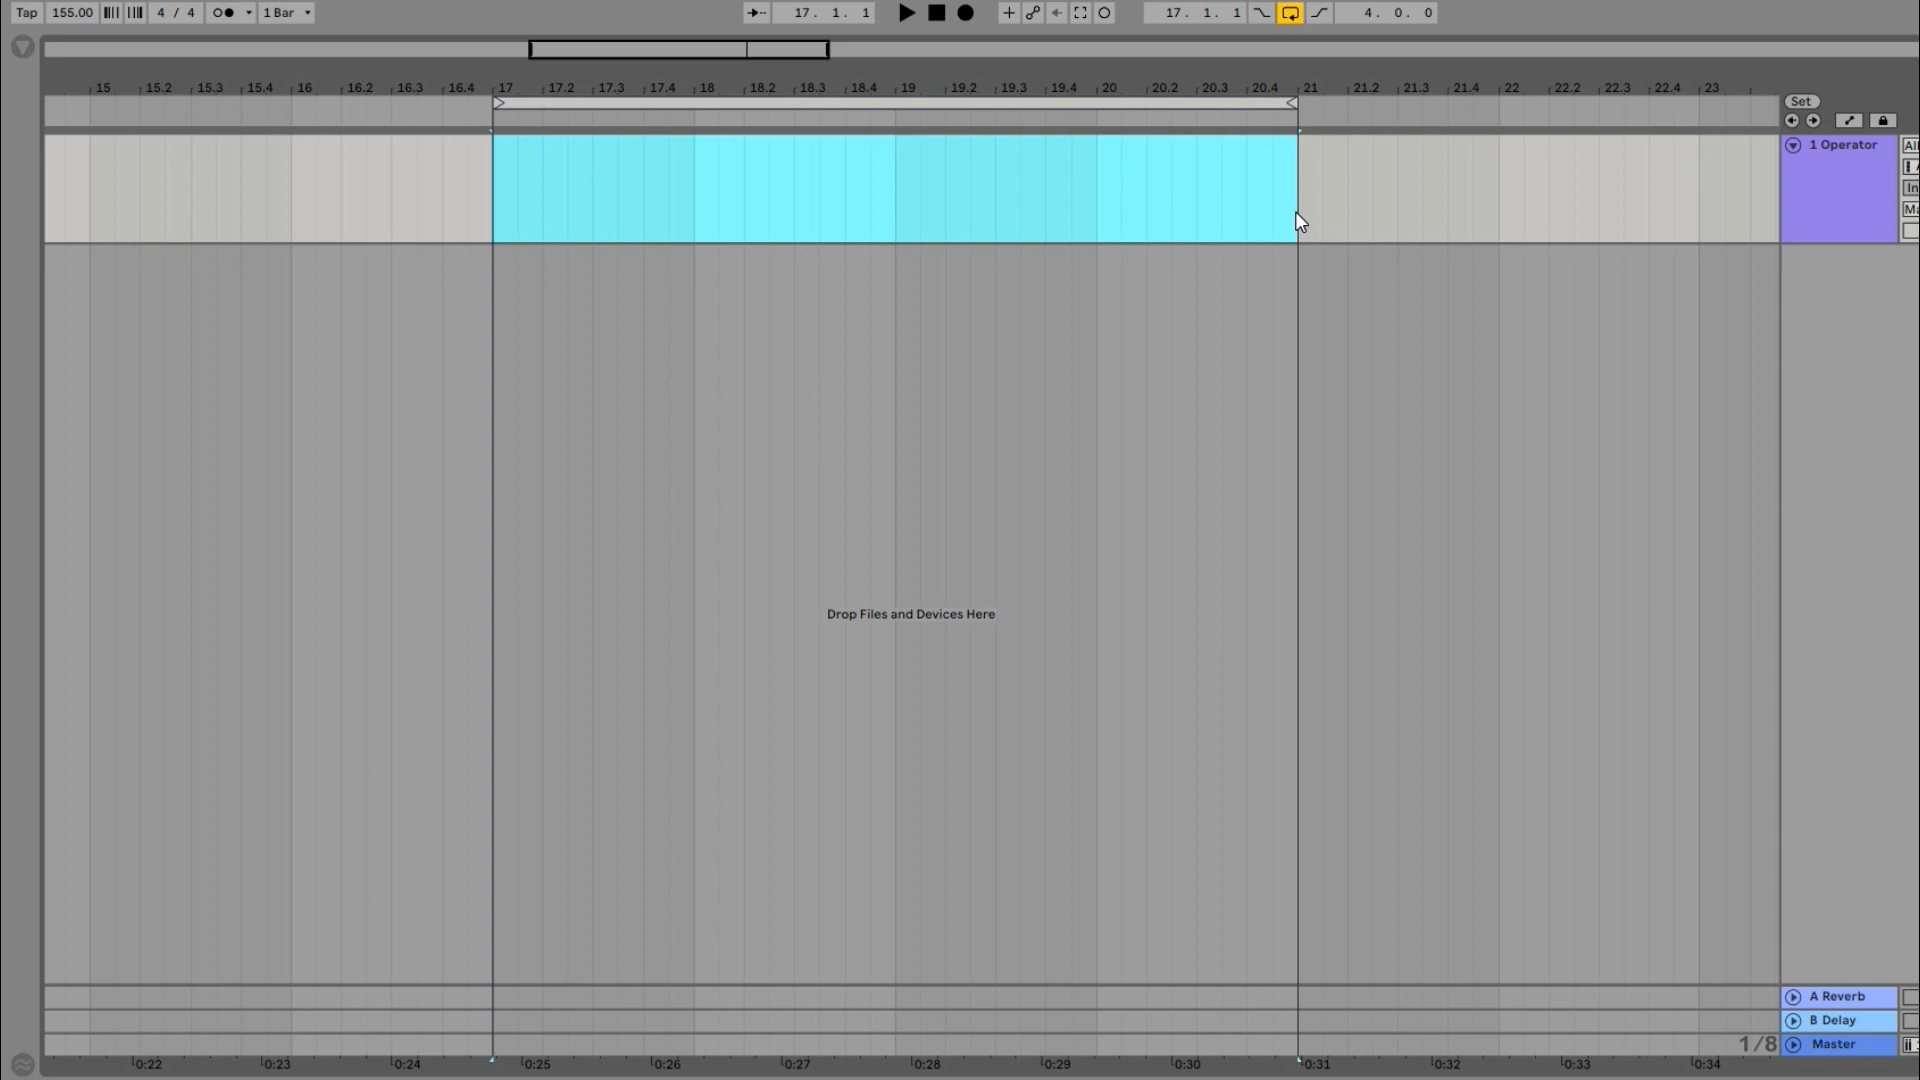 Tap 155.00 4 / 4 1 Bar 17. 1. 1 17. 1. 1 4. 0. 0
15 15.2 15.3 15.4 16 16.2 16.3 16.4 17 17.2 17.3 17.4 18 18.2 18.3 18.4 19 19.2 19.3 19.4 20 20.2 20.3 20.4 21 21.2 21.3 21.4 22 22.2 22.3 22.4 23
Set
1 Operator
All
In
Ma
Drop Files and Devices Here
A Reverb
B Delay
1/8 Master
0:22 0:23 0:24 0:25 0:26 0:27 0:28 0:29 0:30 0:31 0:32 0:33 0:34